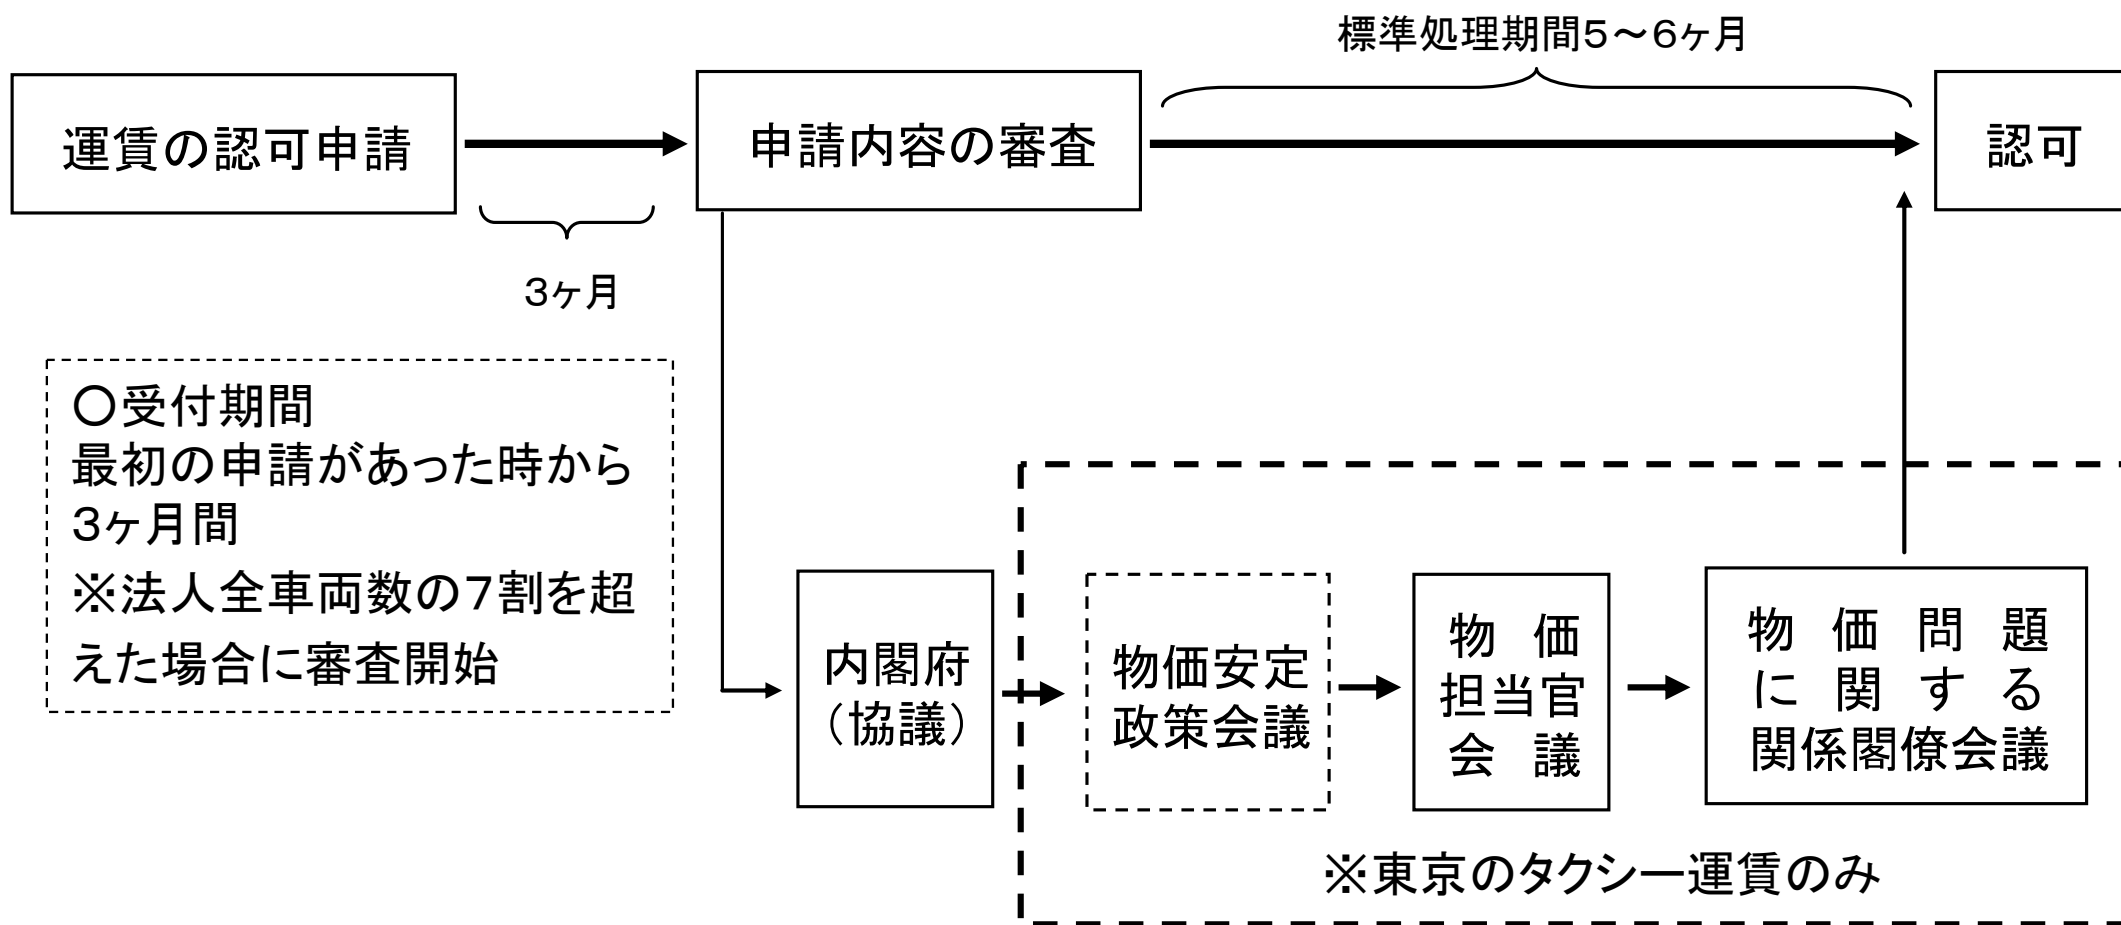 標準処理期間5～6ヶ月
運賃の認可申請
申請内容の審査
認可
3ヶ月
○受付期間
最初の申請があった時から
3ヶ月間
※法人全車両数の7割を超
えた場合に審査開始
内閣府
（協議）
物価安定
政策会議
物価
担当官
会議
物価問題
に関する
関係閣僚会議
※東京のタクシー運賃のみ